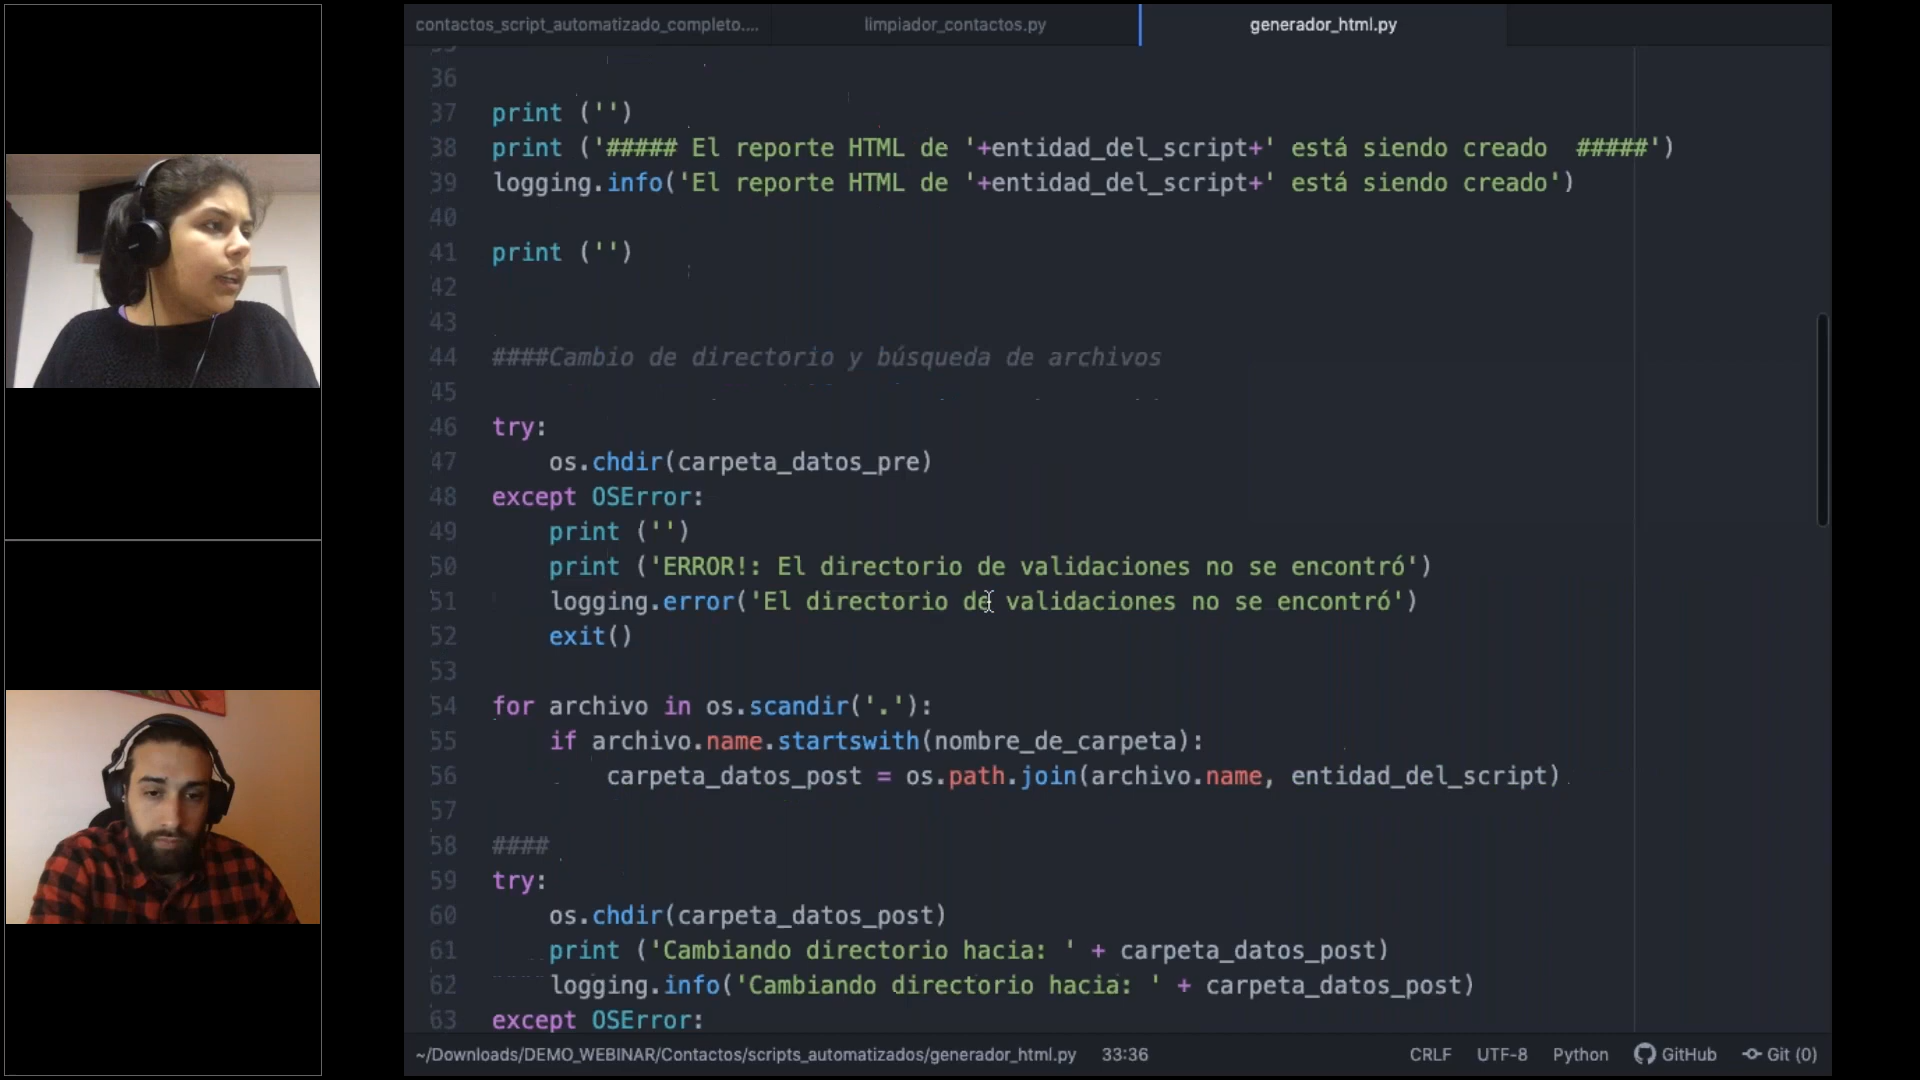 contactos_script_automatizado_completo.... limpiador_contactos.py generador_html.py
36
37 print ('')
38 print ('##### El reporte HTML de '+entidad_del_script+' está siendo creado  #####')
39 logging.info('El reporte HTML de '+entidad_del_script+' está siendo creado')
40
41 print ('')
42
43
44 ####Cambio de directorio y búsqueda de archivos
45
46 try:
47     os.chdir(carpeta_datos_pre)
48 except OSError:
49     print ('')
50     print ('ERROR!: El directorio de validaciones no se encontró')
51     logging.error('El directorio de validaciones no se encontró')
52     exit()
53
54 for archivo in os.scandir('.'):
55     if archivo.name.startswith(nombre_de_carpeta):
56         carpeta_datos_post = os.path.join(archivo.name, entidad_del_script)
57
58 ####
59 try:
60     os.chdir(carpeta_datos_post)
61     print ('Cambiando directorio hacia: ' + carpeta_datos_post)
62     logging.info('Cambiando directorio hacia: ' + carpeta_datos_post)
63 except OSError:
~/Downloads/DEMO_WEBINAR/Contactos/scripts_automatizados/generador_html.py 33:36 CRLF UTF-8 Python GitHub Git (0)